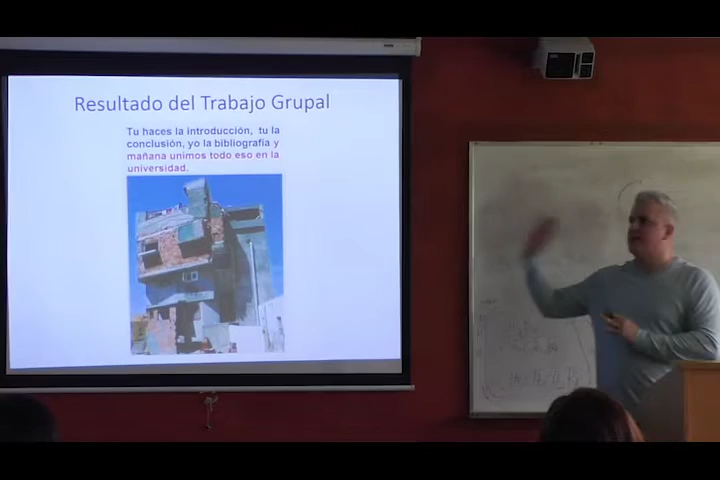 Resultado del Trabajo Grupal
Tu haces la introducción, tu la
conclusión, yo la bibliografía y
mañana unimos todo eso en la
universidad.